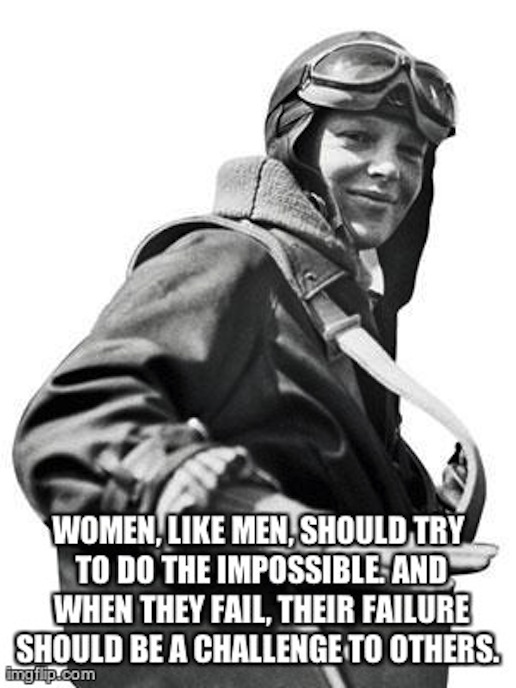 WOMEN, LIKE MEN, SHOULD TRY
TO DO THE IMPOSSIBLE. AND
WHEN THEY FAIL, THEIR FAILURE
SHOULD BE A CHALLENGE TO OTHERS.
imgflip.com